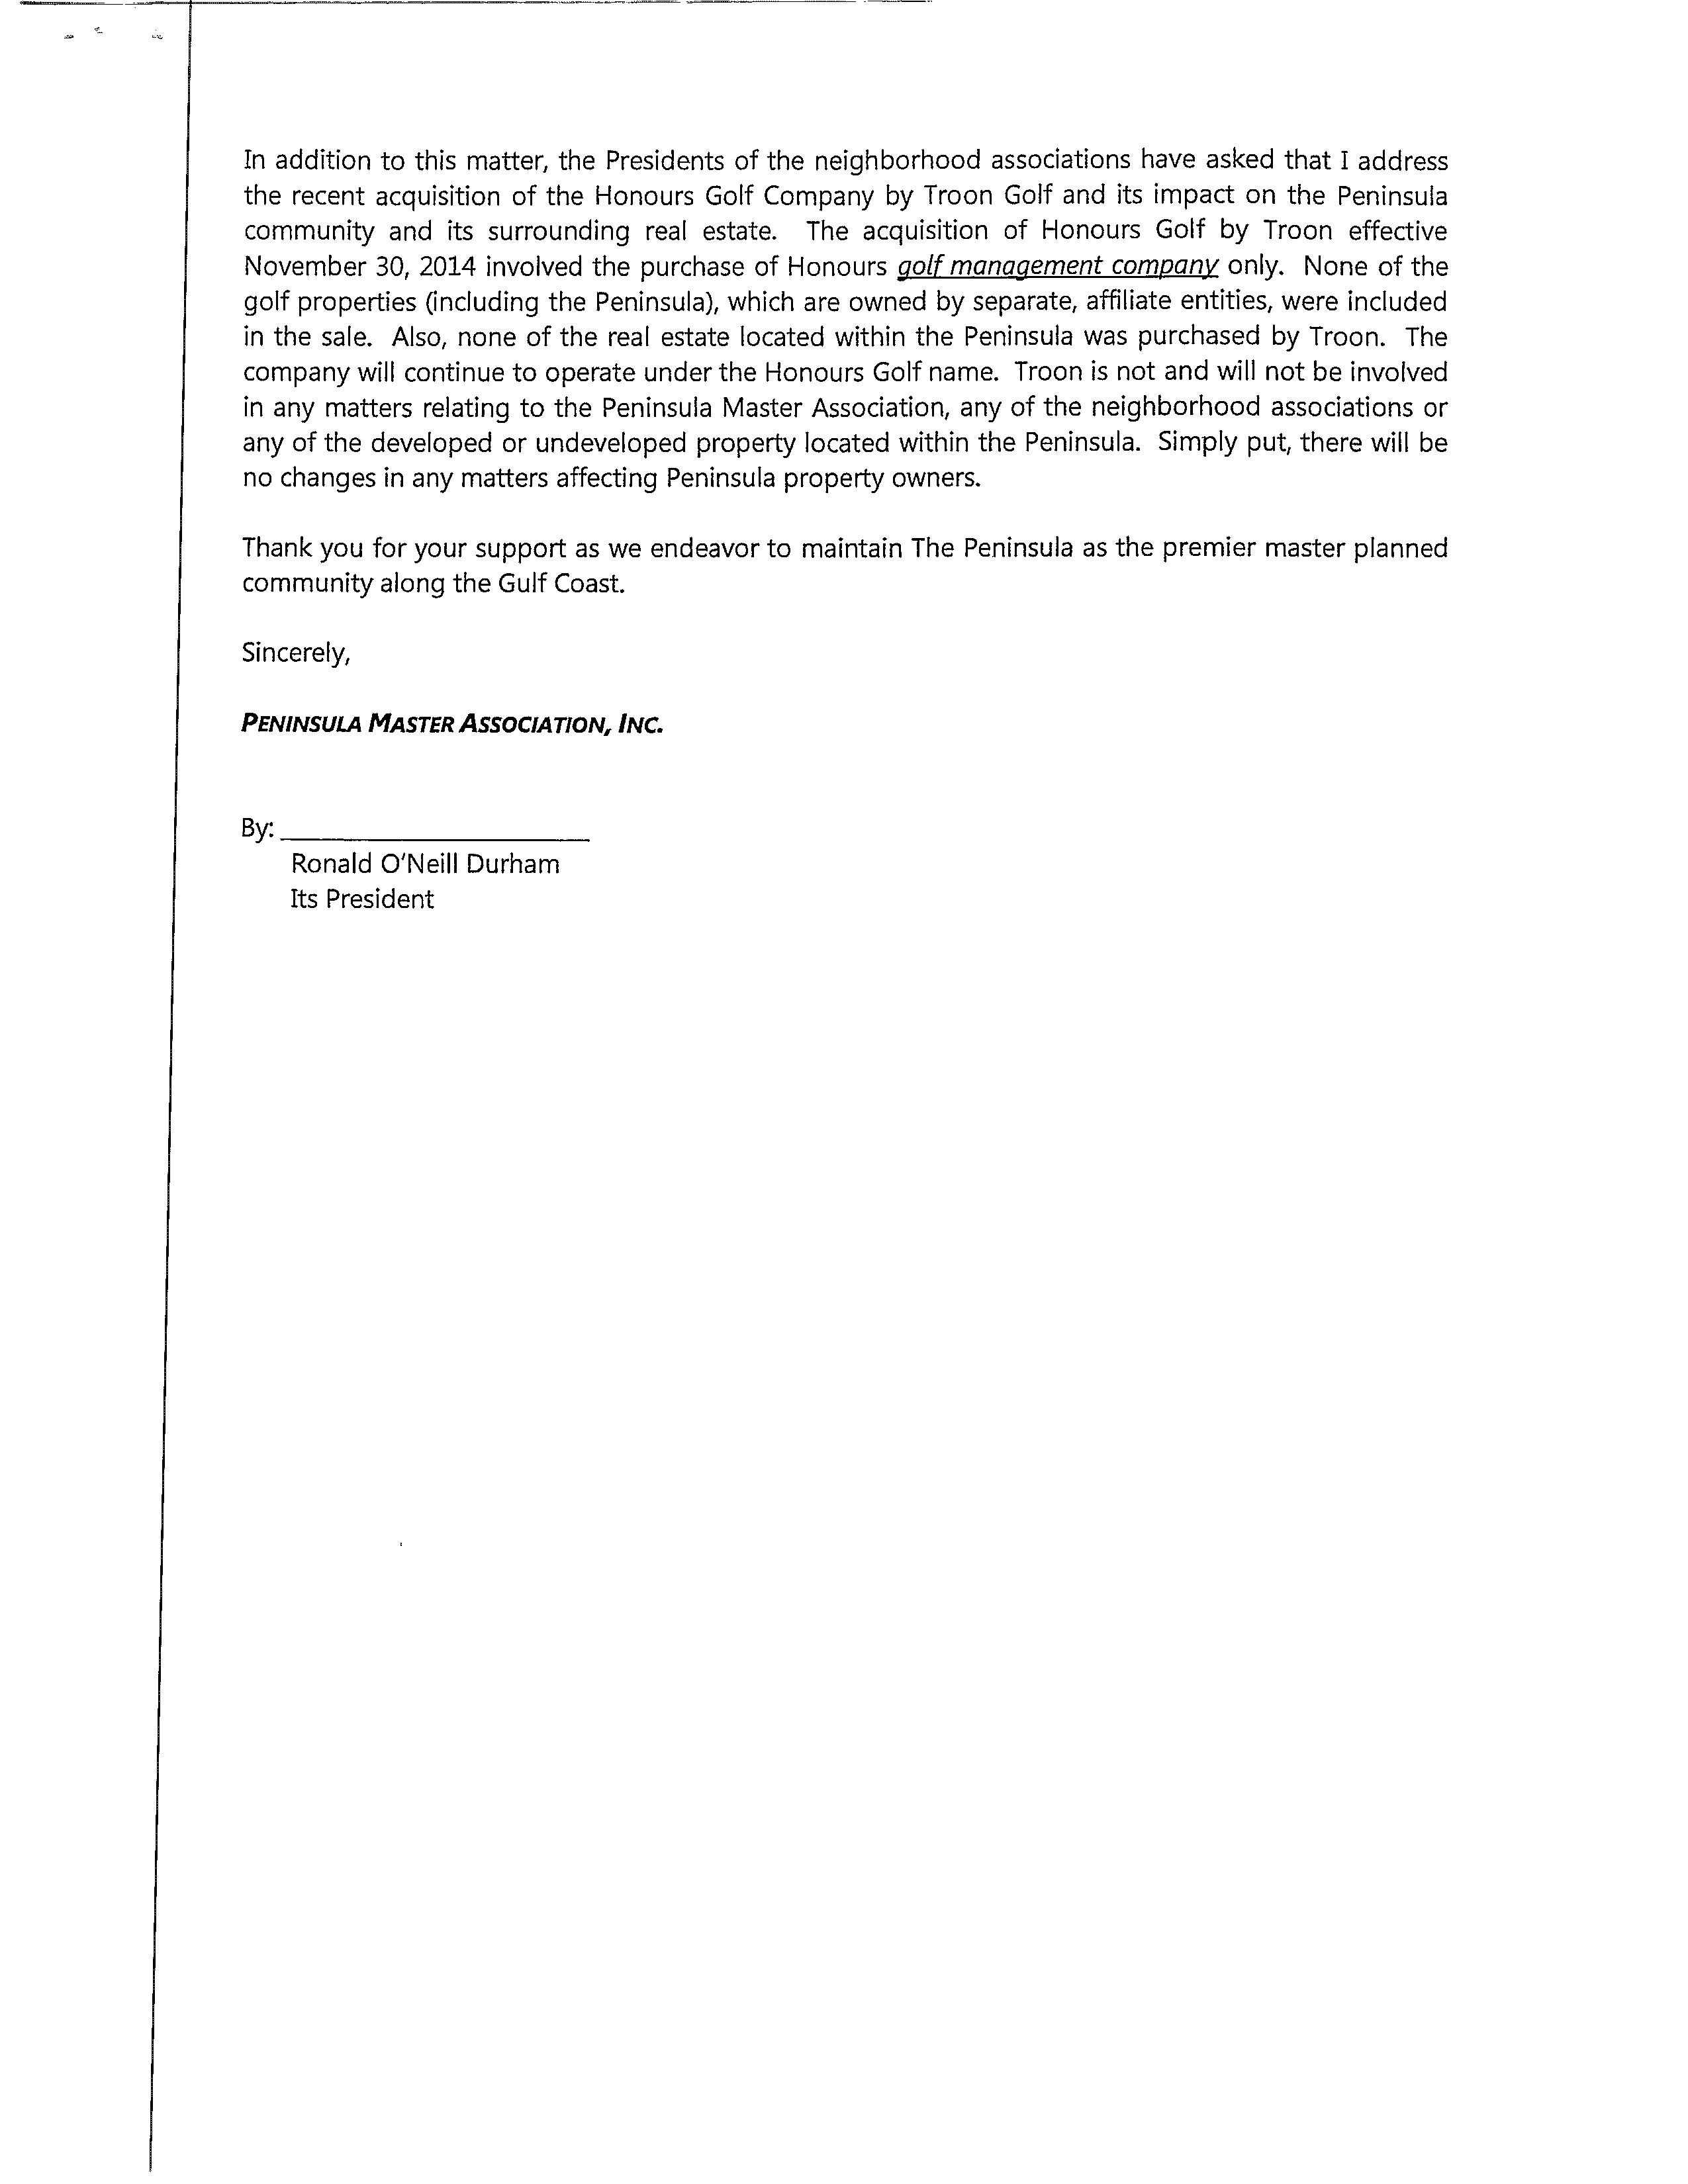 In addition to this matter, the Presidents of the neighborhood associations have asked that I address
the recent acquisition of the Honours Golf Company by Troon Golf and its impact on the Peninsula
community and its surrounding real estate.  The acquisition of Honours Golf by Troon effective
November 30, 2014 involved the purchase of Honours golf management company only.  None of the
golf properties (including the Peninsula), which are owned by separate, affiliate entities, were included
in the sale.  Also, none of the real estate located within the Peninsula was purchased by Troon.  The
company will continue to operate under the Honours Golf name.  Troon is not and will not be involved
in any matters relating to the Peninsula Master Association, any of the neighborhood associations or
any of the developed or undeveloped property located within the Peninsula.  Simply put, there will be
no changes in any matters affecting Peninsula property owners.
Thank you for your support as we endeavor to maintain The Peninsula as the premier master planned
community along the Gulf Coast.
Sincerely,
PENINSULA MASTER ASSOCIATION, INC.
By:
Ronald O'Neill Durham
Its President